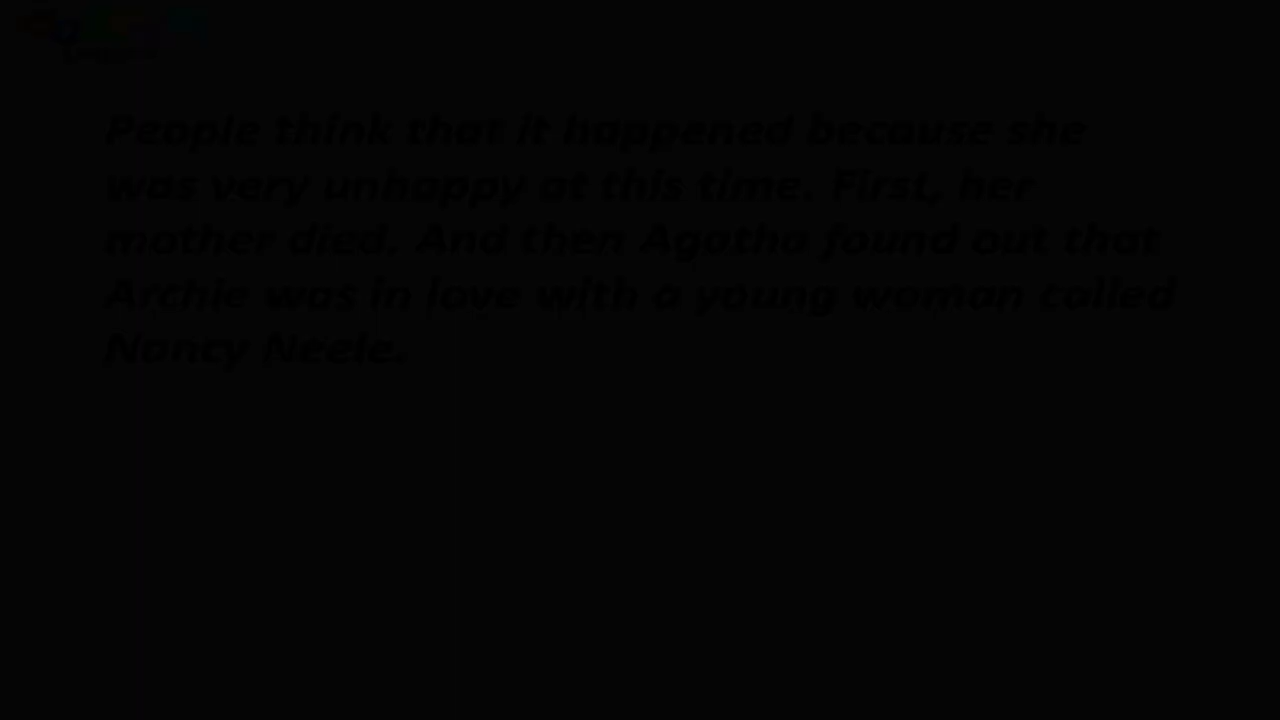 People think that it happened because she
was very unhappy at this time. First, her
mother died. And then Agatha found out that
Archie was in love with a young woman called
Nancy Neele.